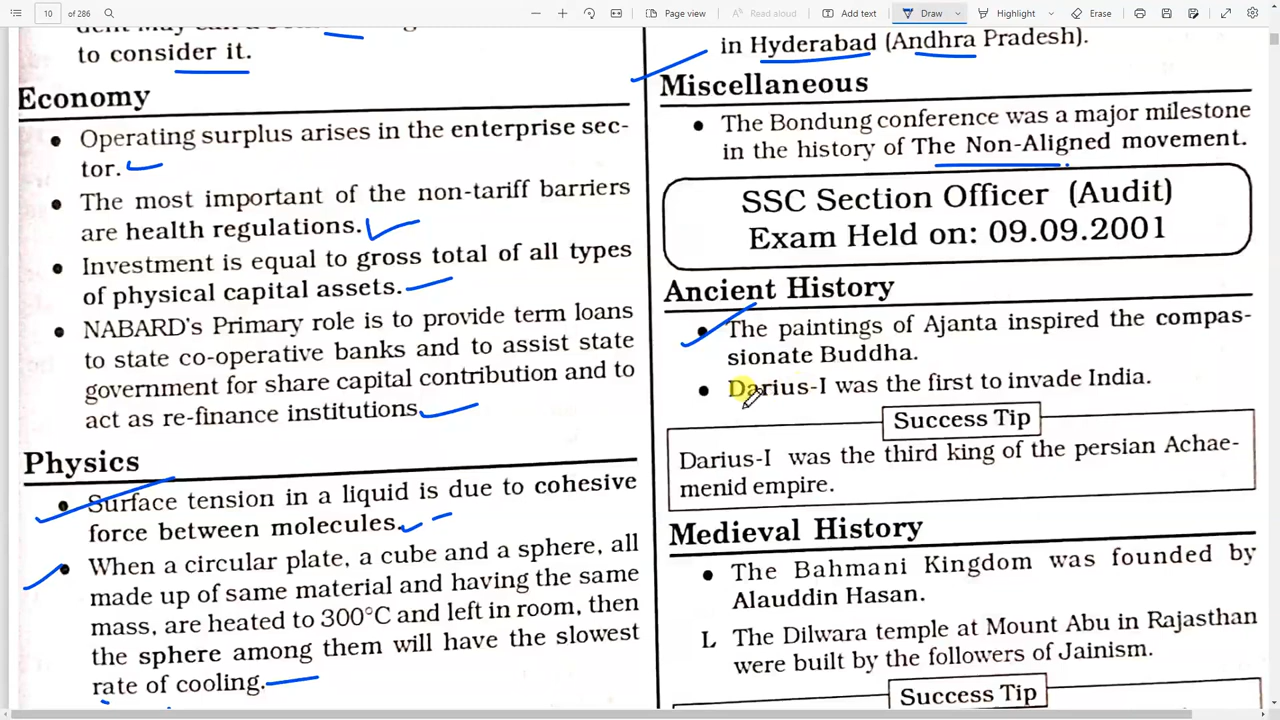 10 of 286
Page view
Read aloud
Add text
Draw
Highlight
Erase
to consider it.
Economy
Operating surplus arises in the enterprise sec-
tor.
The most important of the non-tariff barriers
are health regulations.
Investment is equal to gross total of all types
of physical capital assets.
NABARD's Primary role is to provide term loans
to state co-operative banks and to assist state
government for share capital contribution and to
act as re-finance institutions.
Physics
Surface tension in a liquid is due to cohesive
force between molecules.
When a circular plate, a cube and a sphere, all
made up of same material and having the same
mass, are heated to 300°C and left in room, then
the sphere among them will have the slowest
rate of cooling.
in Hyderabad (Andhra Pradesh).
Miscellaneous
The Bondung conference was a major milestone
in the history of The Non-Aligned movement.
SSC Section Officer (Audit)
Exam Held on: 09.09.2001
Ancient History
The paintings of Ajanta inspired the compas-
sionate Buddha.
Darius-I was the first to invade India.
Success Tip
Darius-I was the third king of the persian Achae-
menid empire.
Medieval History
The Bahmani Kingdom was founded by
Alauddin Hasan.
L The Dilwara temple at Mount Abu in Rajasthan
were built by the followers of Jainism.
Success Tip